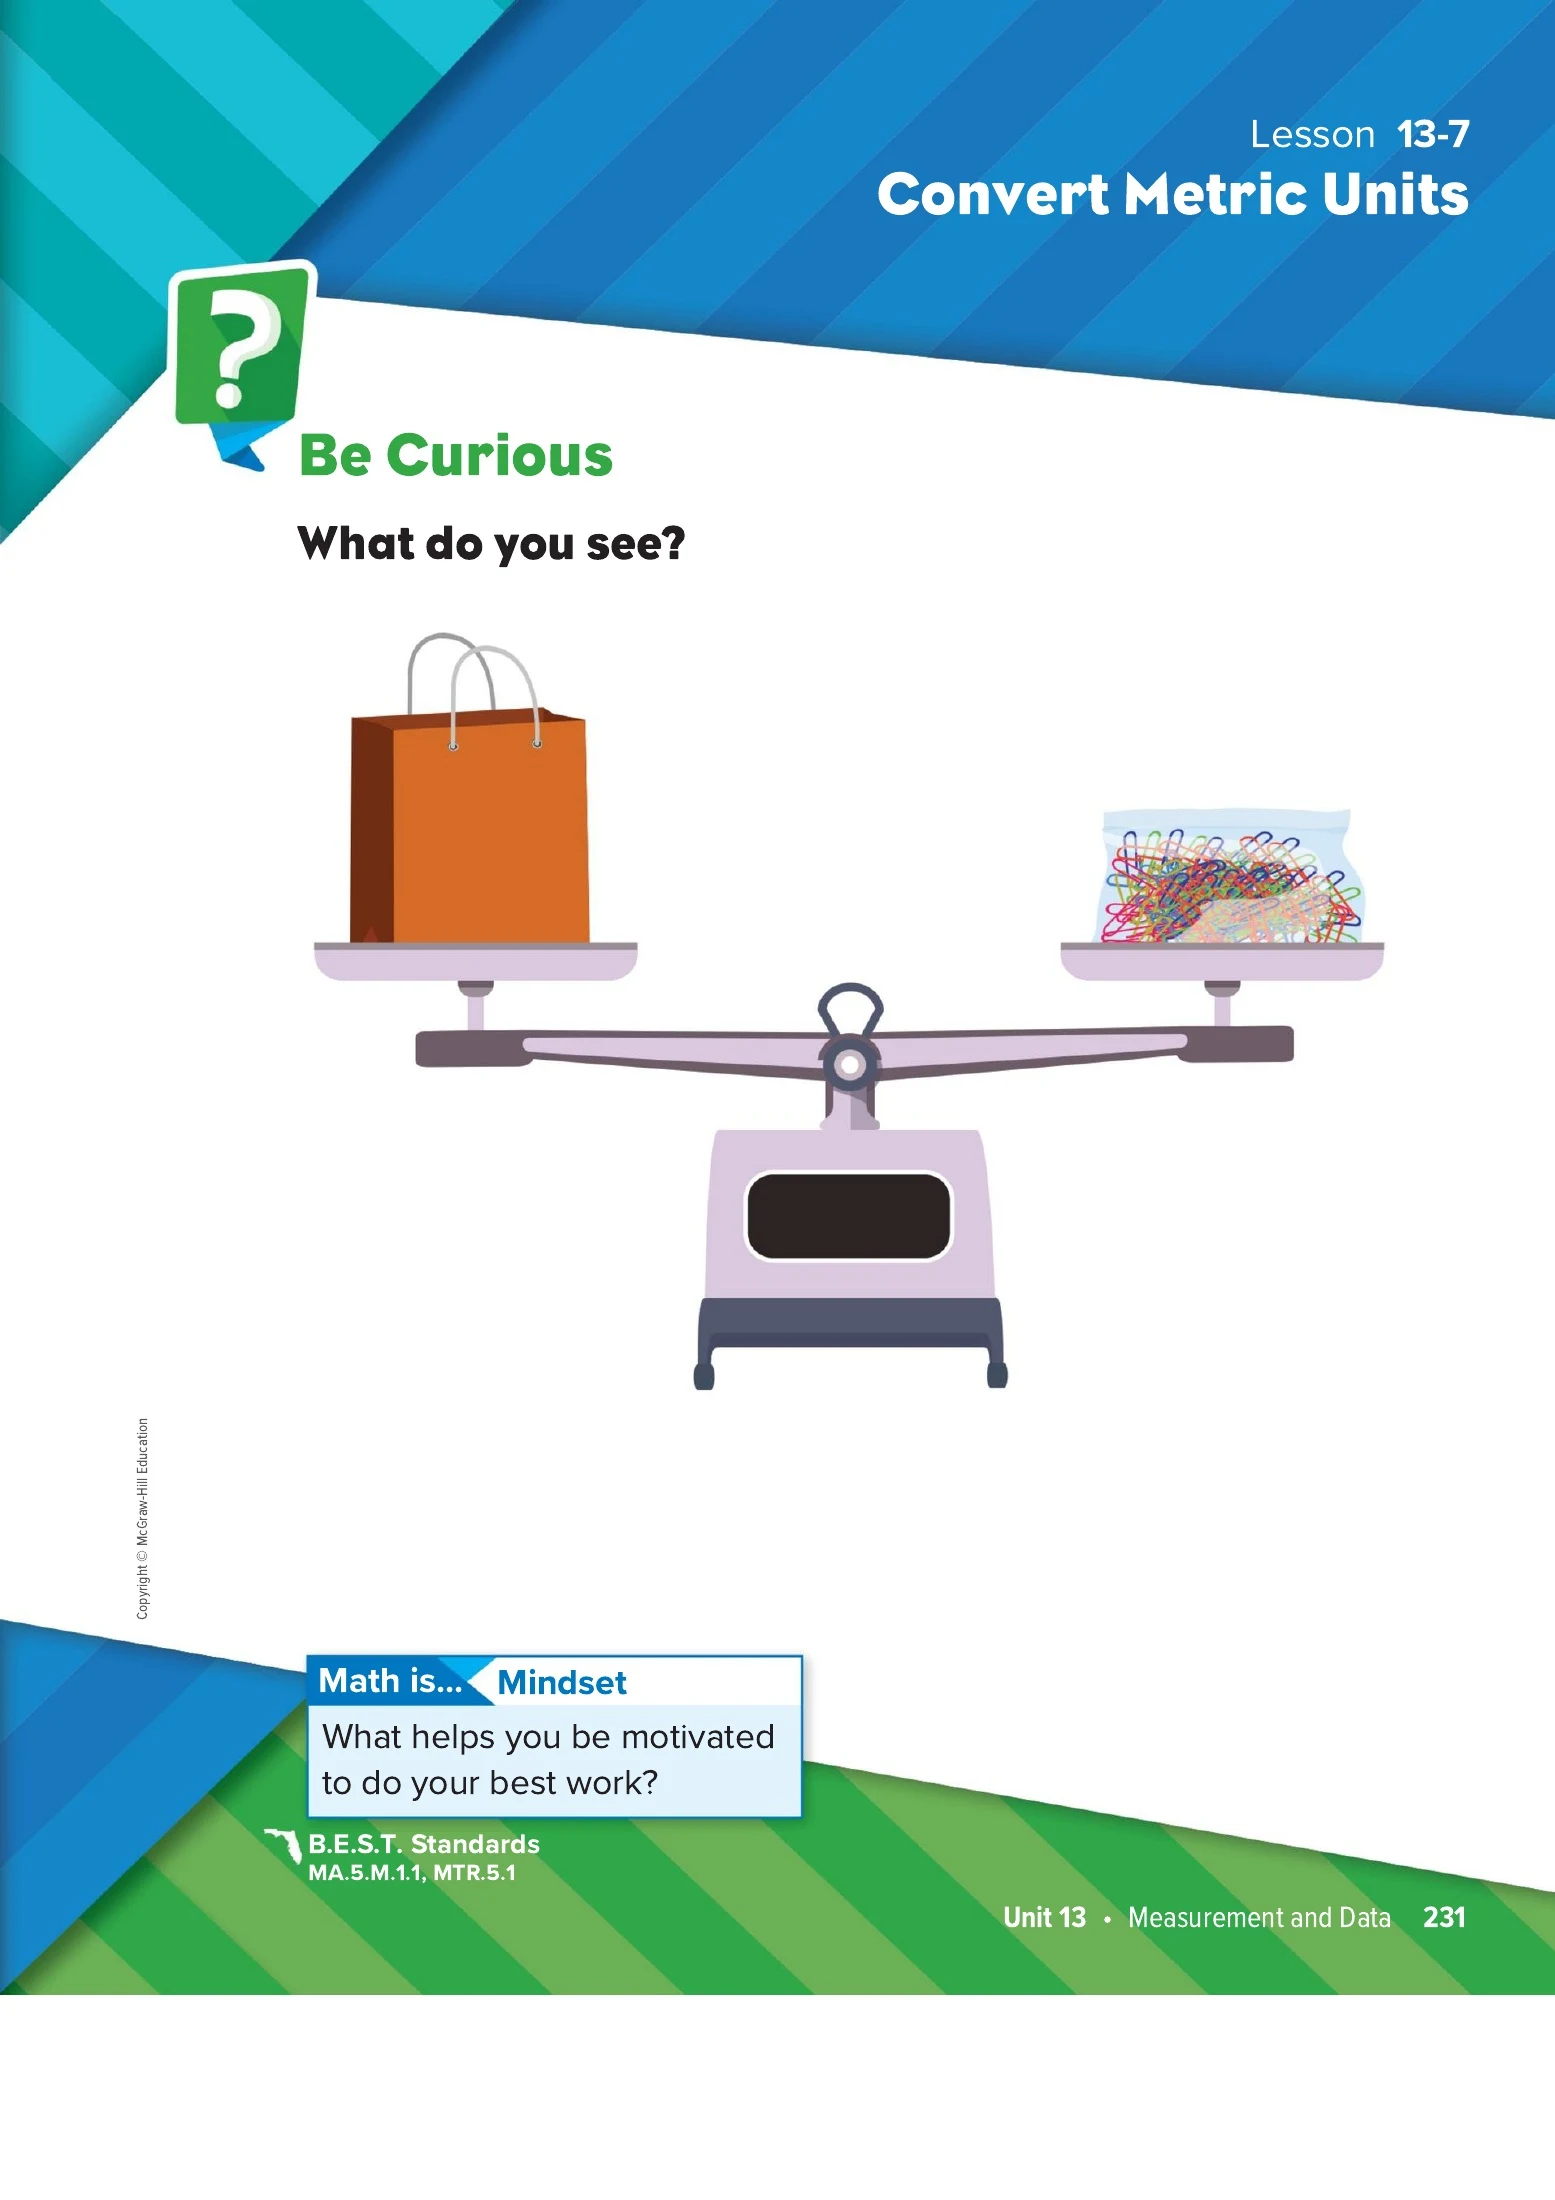 Lesson 13-7
Convert Metric Units
?
Be Curious
What do you see?
Copyright © McGraw-Hill Education
Math is... Mindset
What helps you be motivated
to do your best work?
B.E.S.T. Standards
MA.5.M.1.1, MTR.5.1
Unit 13 • Measurement and Data 231